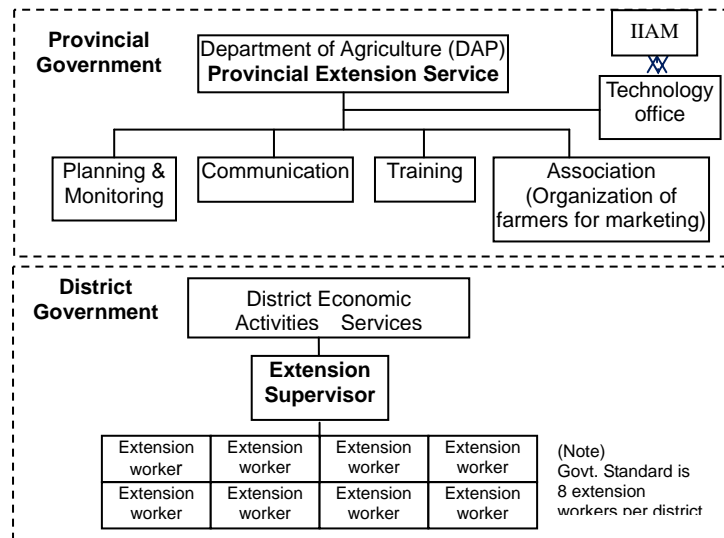 Provincial
Government
Department of Agriculture (DAP)
Provincial Extension Service
IIAM
Technology
office
Planning &
Monitoring
Communication
Training
Association
(Organization of
farmers for marketing)
District
Government
District Economic
Activities Services
Extension
Supervisor
Extension
worker
Extension
worker
Extension
worker
Extension
worker
Extension
worker
Extension
worker
Extension
worker
Extension
worker
(Note)
Govt. Standard is
8 extension
workers per district